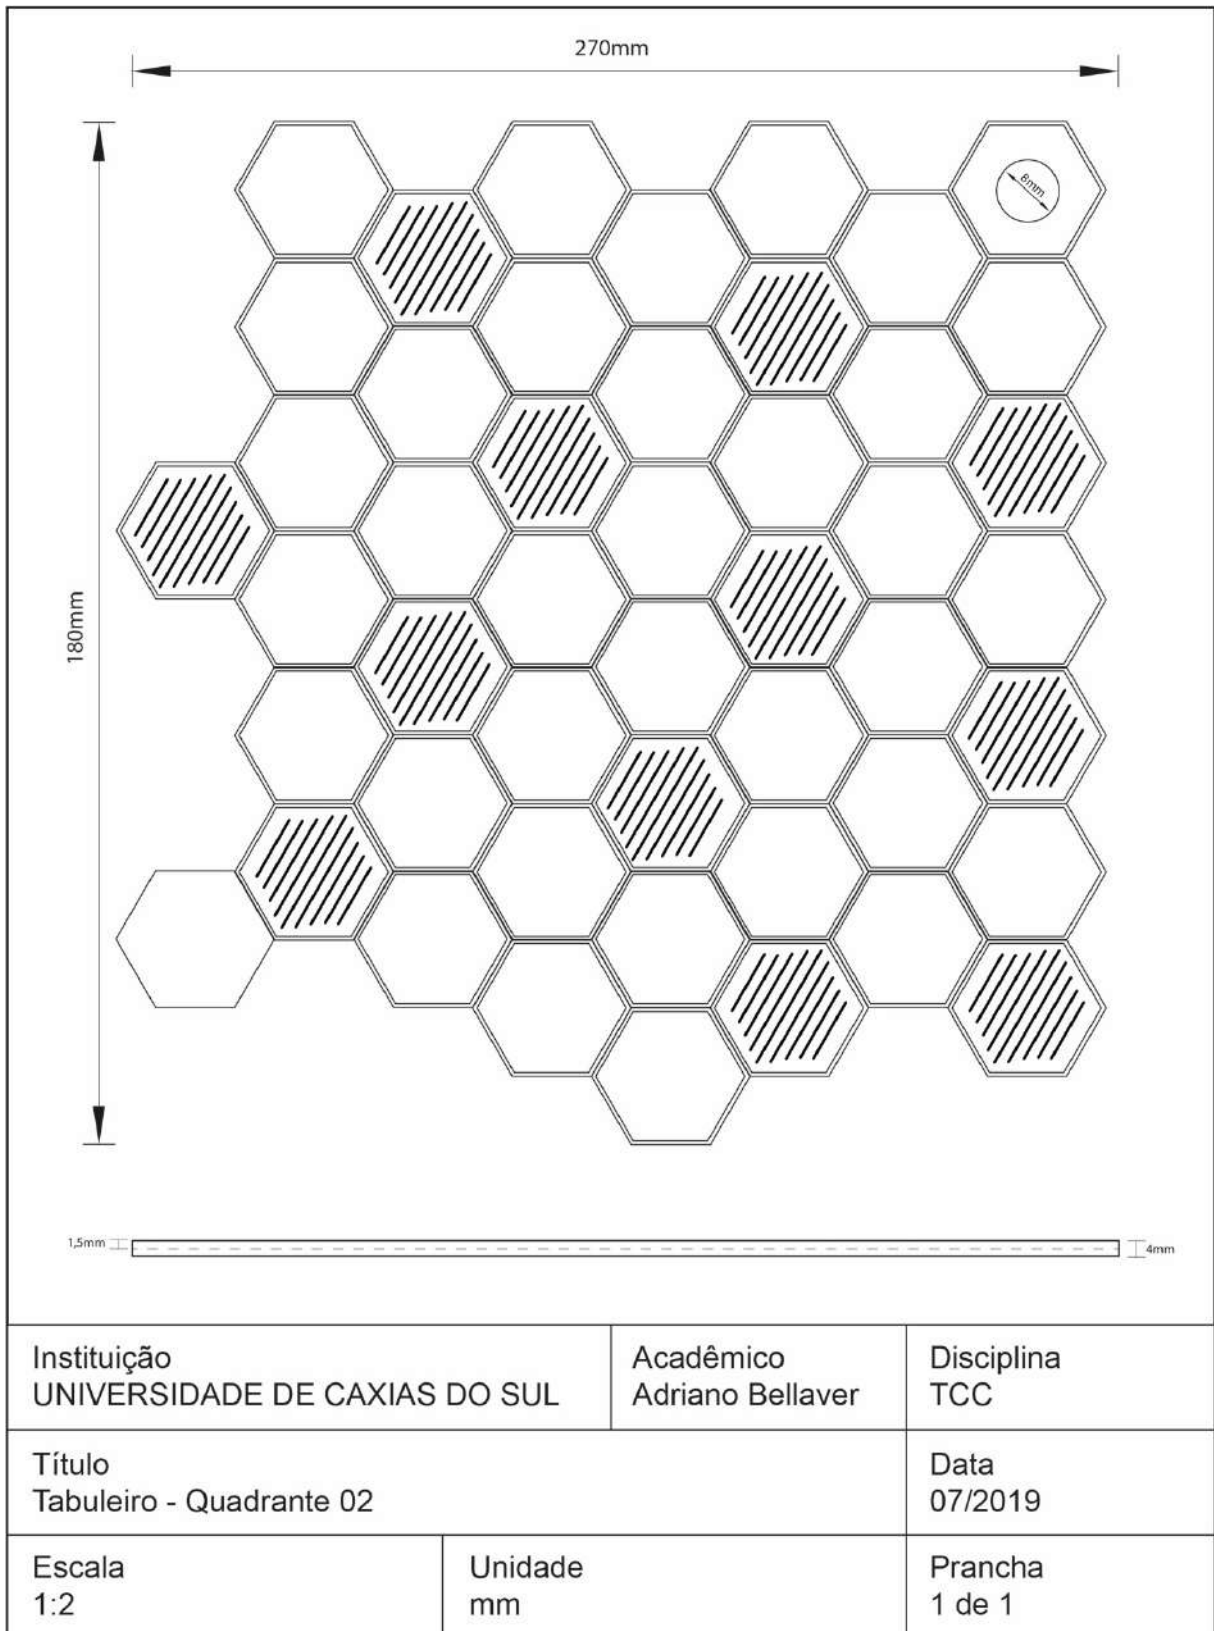 270mm
8mm
180mm
1,5mm
4mm
Instituição
UNIVERSIDADE DE CAXIAS DO SUL
Acadêmico
Adriano Bellaver
Disciplina
TCC
Título
Tabuleiro - Quadrante 02
Data
07/2019
Escala
1:2
Unidade
mm
Prancha
1 de 1